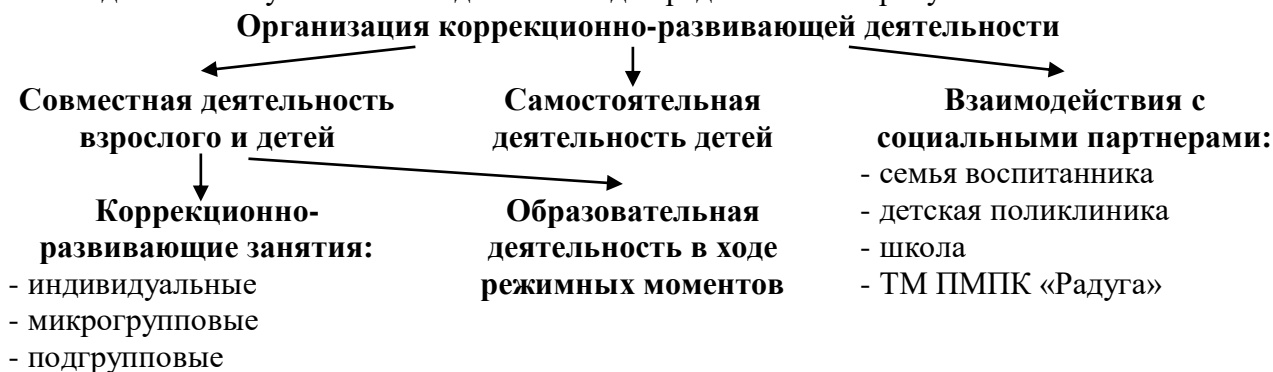 Организация коррекционно-развивающей деятельности
Совместная деятельность
взрослого и детей
Самостоятельная
деятельность детей
Взаимодействия с
социальными партнерами:
- семья воспитанника
- детская поликлиника
- школа
- ТМ ПМПК «Радуга»
Коррекционно-
развивающие занятия:
- индивидуальные
- микрогрупповые
- подгрупповые
Образовательная
деятельность в ходе
режимных моментов